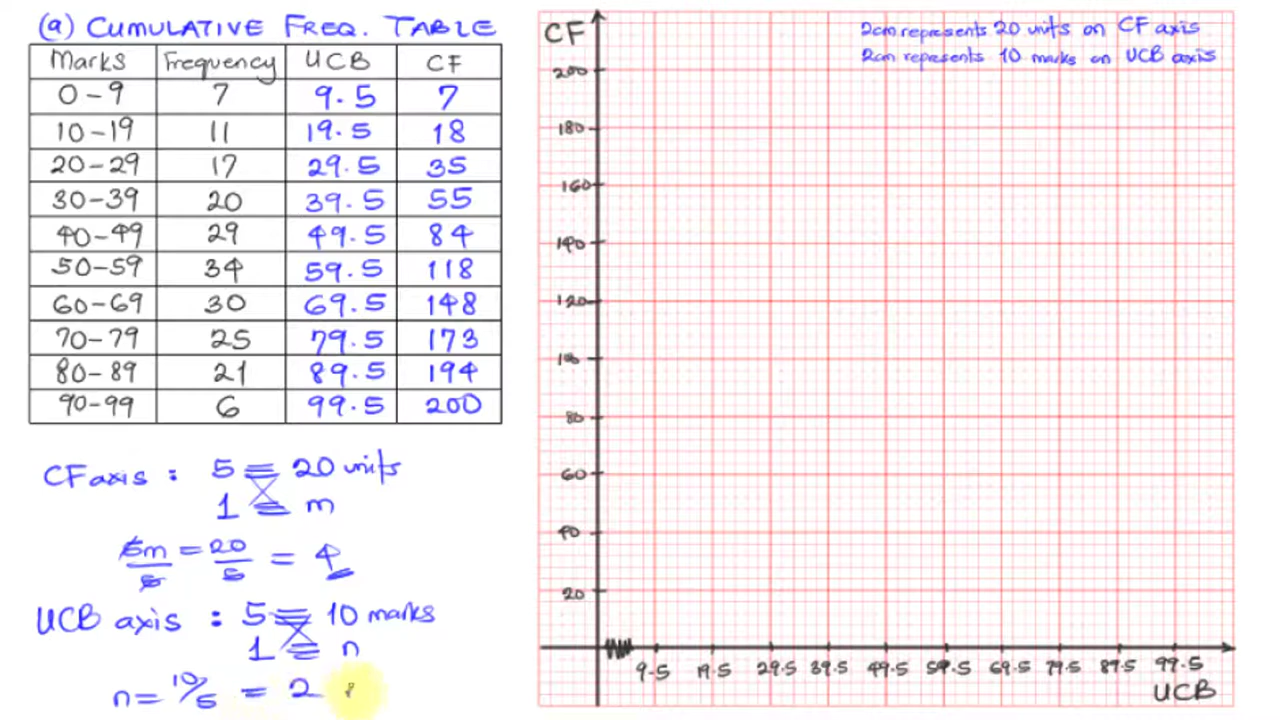 (a) CUMULATIVE FREQ. TABLE
Marks Frequency UCB CF
0-9 7 9.5 7
10-19 11 19.5 18
20-29 17 29.5 35
30-39 20 39.5 55
40-49 29 49.5 84
50-59 34 59.5 118
60-69 30 69.5 148
70-79 25 79.5 173
80-89 21 89.5 194
90-99 6 99.5 200
CF axis : 5 = 20 units
1 = m
5m/5 = 20/5 = 4
UCB axis : 5 = 10 marks
1 = n
n = 10/5 = 2
CF
2cm represents 20 units on CF axis
2cm represents 10 marks on UCB axis
200
180
160
140
120
80
60
40
20
9.5 19.5 29.5 39.5 49.5 59.5 69.5 79.5 89.5 99.5
UCB